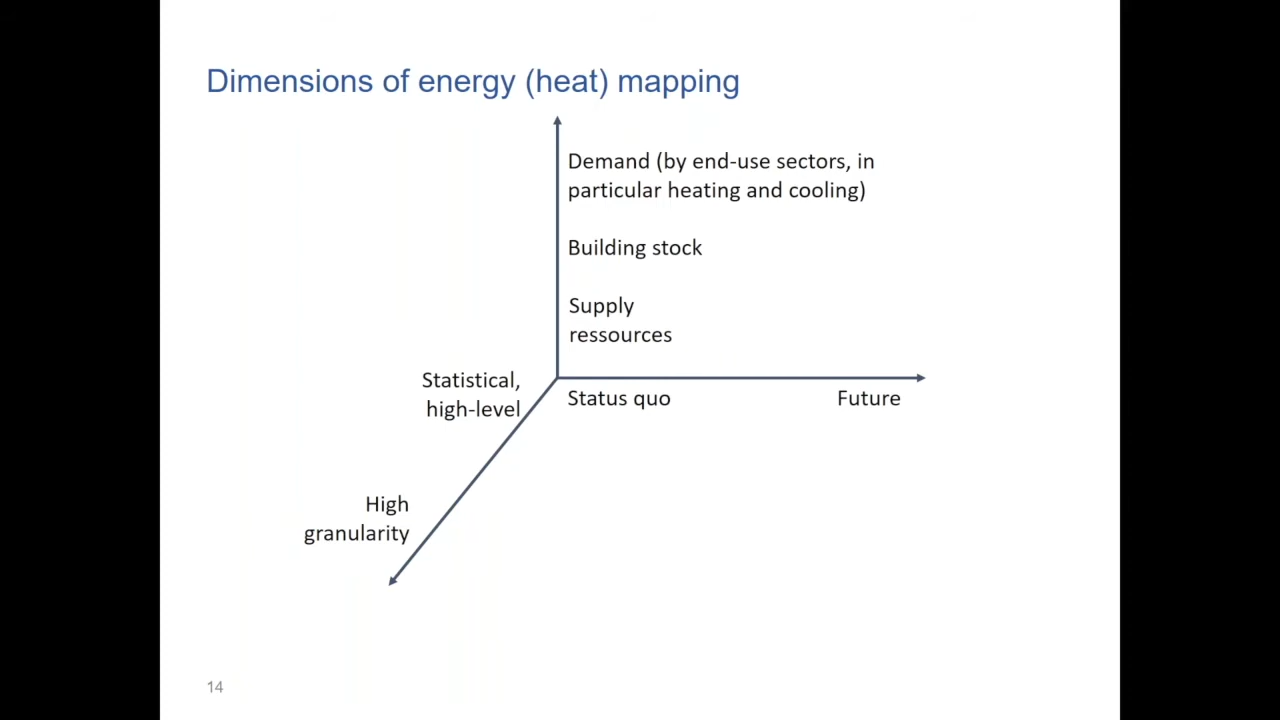 Dimensions of energy (heat) mapping
Demand (by end-use sectors, in
particular heating and cooling)
Building stock
Supply
ressources
Statistical,
high-level
Status quo
Future
High
granularity
14